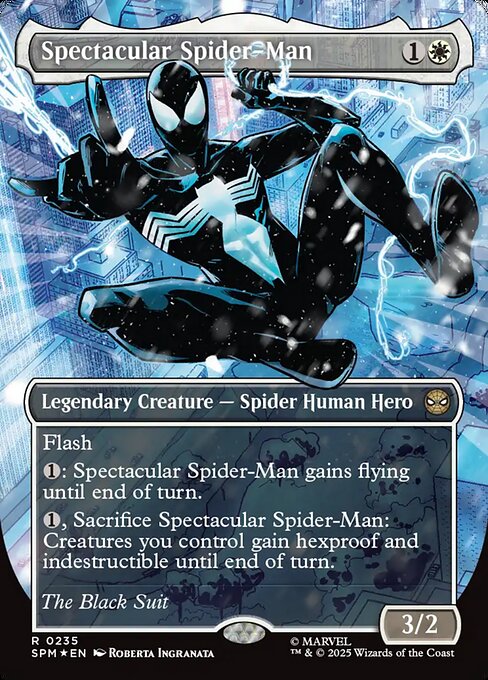 Spectacular Spider-Man 1
Legendary Creature — Spider Human Hero
Flash
1: Spectacular Spider-Man gains flying
until end of turn.
1, Sacrifice Spectacular Spider-Man:
Creatures you control gain hexproof and
indestructible until end of turn.
The Black Suit
3/2
R 0235
SPM★EN Roberta Ingranata
© MARVEL
™ & © 2025 Wizards of the Coast